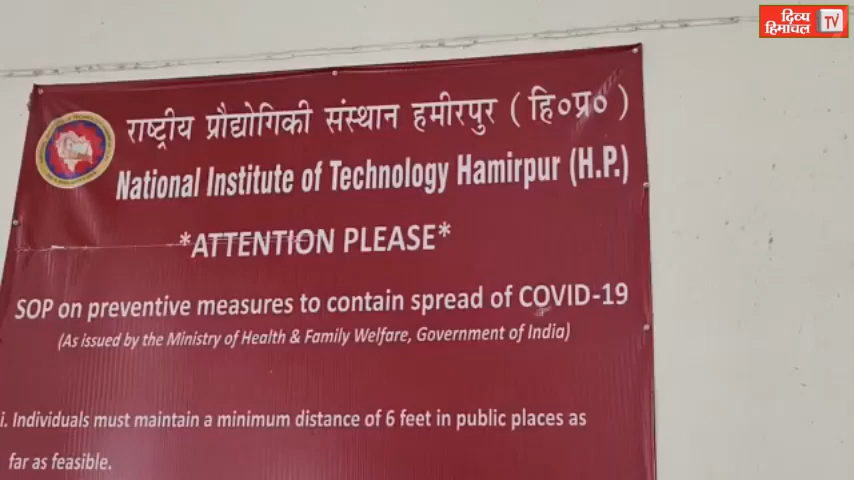 दिव्य
हिमाचल TV
राष्ट्रीय प्रौद्योगिकी संस्थान हमीरपुर ( हि०प्र० )
National Institute of Technology Hamirpur (H.P.)
*ATTENTION PLEASE*
SOP on preventive measures to contain spread of COVID-19
(As issued by the Ministry of Health & Family Welfare, Government of India)
i. Individuals must maintain a minimum distance of 6 feet in public places as
far as feasible.